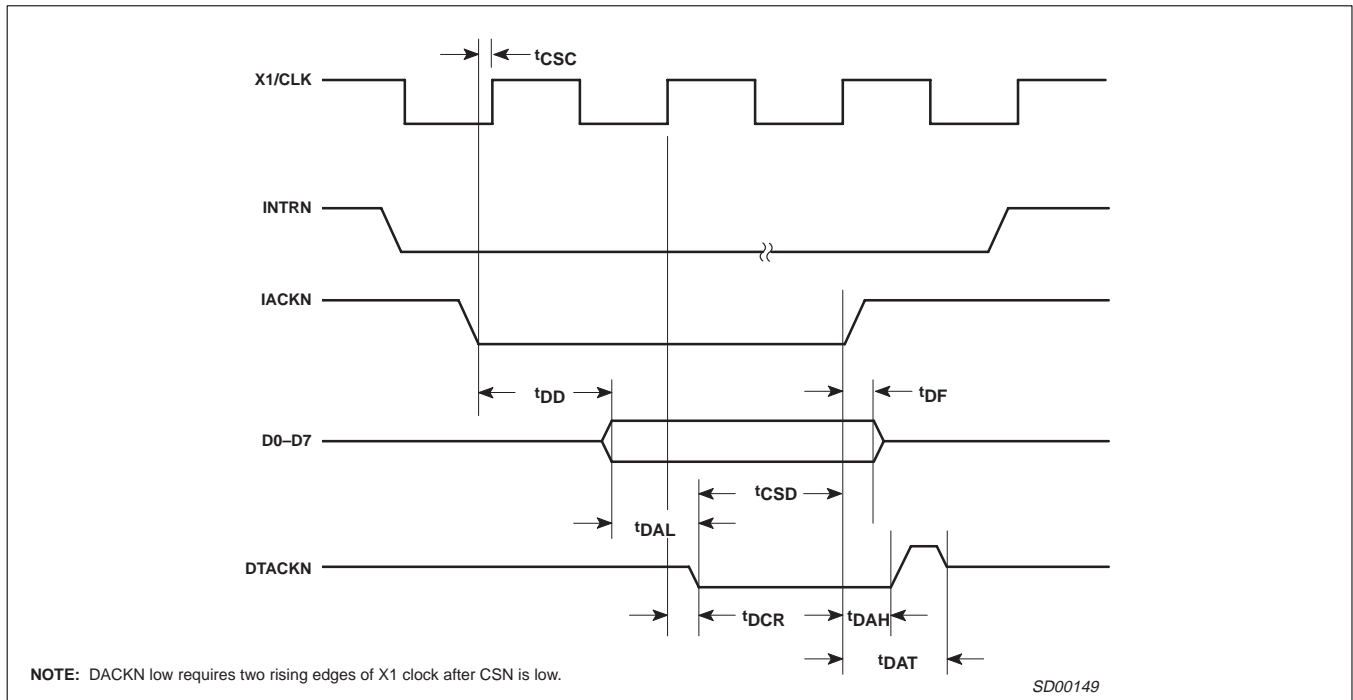 tCSC
X1/CLK
INTRN
IACKN
tDD
tDF
D0–D7
tCSD
tDAL
DTACKN
tDCR
tDAH
tDAT
NOTE: DACKN low requires two rising edges of X1 clock after CSN is low.
SD00149